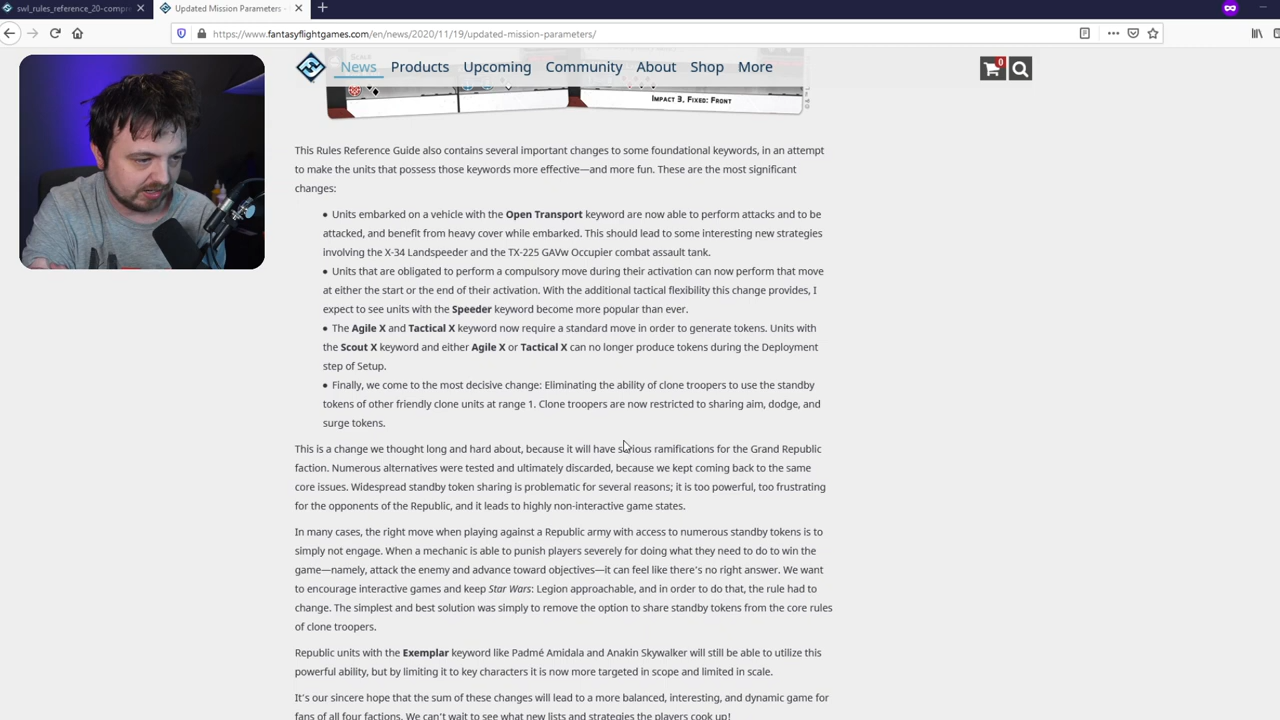 swl_rules_reference_20-compre
Updated Mission Parameters -
https://www.fantasyflightgames.com/en/news/2020/11/19/updated-mission-parameters/
News Products Upcoming Community About Shop More
0
IMPACT 3, FIXED: FRONT
This Rules Reference Guide also contains several important changes to some foundational keywords, in an attempt
to make the units that possess those keywords more effective—and more fun. These are the most significant
changes:
• Units embarked on a vehicle with the Open Transport keyword are now able to perform attacks and to be
attacked, and benefit from heavy cover while embarked. This should lead to some interesting new strategies
involving the X-34 Landspeeder and the TX-225 GAVw Occupier combat assault tank.
• Units that are obligated to perform a compulsory move during their activation can now perform that move
at either the start or the end of their activation. With the additional tactical flexibility this change provides, I
expect to see units with the Speeder keyword become more popular than ever.
• The Agile X and Tactical X keyword now require a standard move in order to generate tokens. Units with
the Scout X keyword and either Agile X or Tactical X can no longer produce tokens during the Deployment
step of Setup.
• Finally, we come to the most decisive change: Eliminating the ability of clone troopers to use the standby
tokens of other friendly clone units at range 1. Clone troopers are now restricted to sharing aim, dodge, and
surge tokens.
This is a change we thought long and hard about, because it will have serious ramifications for the Grand Republic
faction. Numerous alternatives were tested and ultimately discarded, because we kept coming back to the same
core issues. Widespread standby token sharing is problematic for several reasons; it is too powerful, too frustrating
for the opponents of the Republic, and it leads to highly non-interactive game states.
In many cases, the right move when playing against a Republic army with access to numerous standby tokens is to
simply not engage. When a mechanic is able to punish players severely for doing what they need to do to win the
game—namely, attack the enemy and advance toward objectives—it can feel like there's no right answer. We want
to encourage interactive games and keep Star Wars: Legion approachable, and in order to do that, the rule had to
change. The simplest and best solution was simply to remove the option to share standby tokens from the core rules
of clone troopers.
Republic units with the Exemplar keyword like Padmé Amidala and Anakin Skywalker will still be able to utilize this
powerful ability, but by limiting it to key characters it is now more targeted in scope and limited in scale.
It's our sincere hope that the sum of these changes will lead to a more balanced, interesting, and dynamic game for
fans of all four factions. We can't wait to see what new lists and strategies the players cook up!